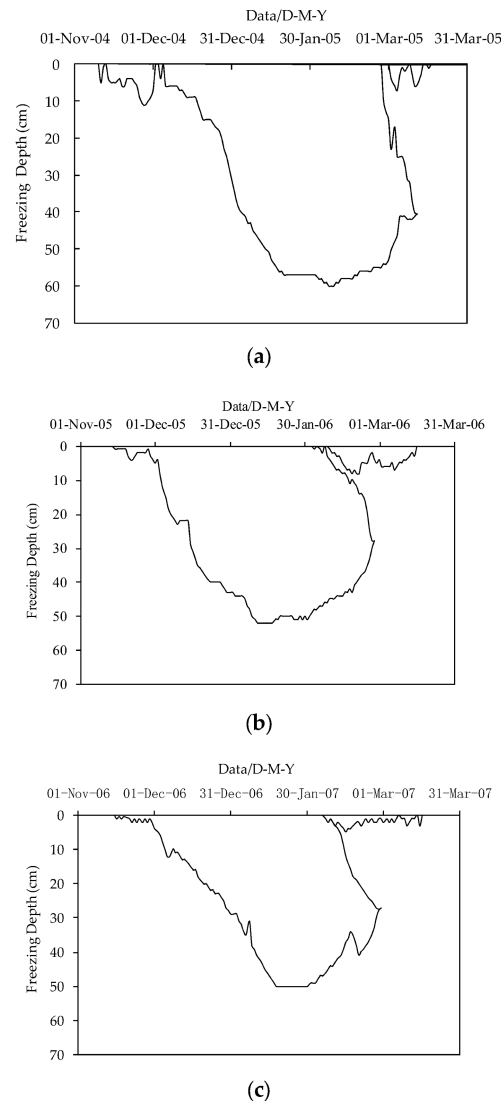 Data/D-M-Y
01-Nov-04 01-Dec-04 31-Dec-04 30-Jan-05 01-Mar-05 31-Mar-05
0
10
20
30
40
50
60
70
Freezing Depth (cm)
(a)
Data/D-M-Y
01-Nov-05 01-Dec-05 31-Dec-05 30-Jan-06 01-Mar-06 31-Mar-06
0
10
20
30
40
50
60
70
Freezing Depth (cm)
(b)
Data/D-M-Y
01-Nov-06 01-Dec-06 31-Dec-06 30-Jan-07 01-Mar-07 31-Mar-07
0
10
20
30
40
50
60
70
Freezing Depth (cm)
(c)